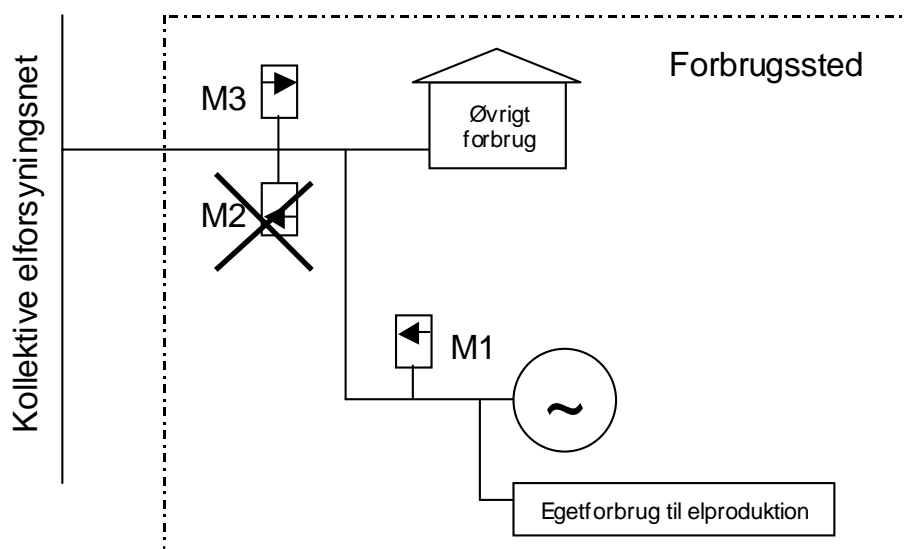 Kollektive elforsyningsnet
Forbrugssted
M3
Øvrigt
forbrug
M2
M1
~
Egetforbrug til elproduktion